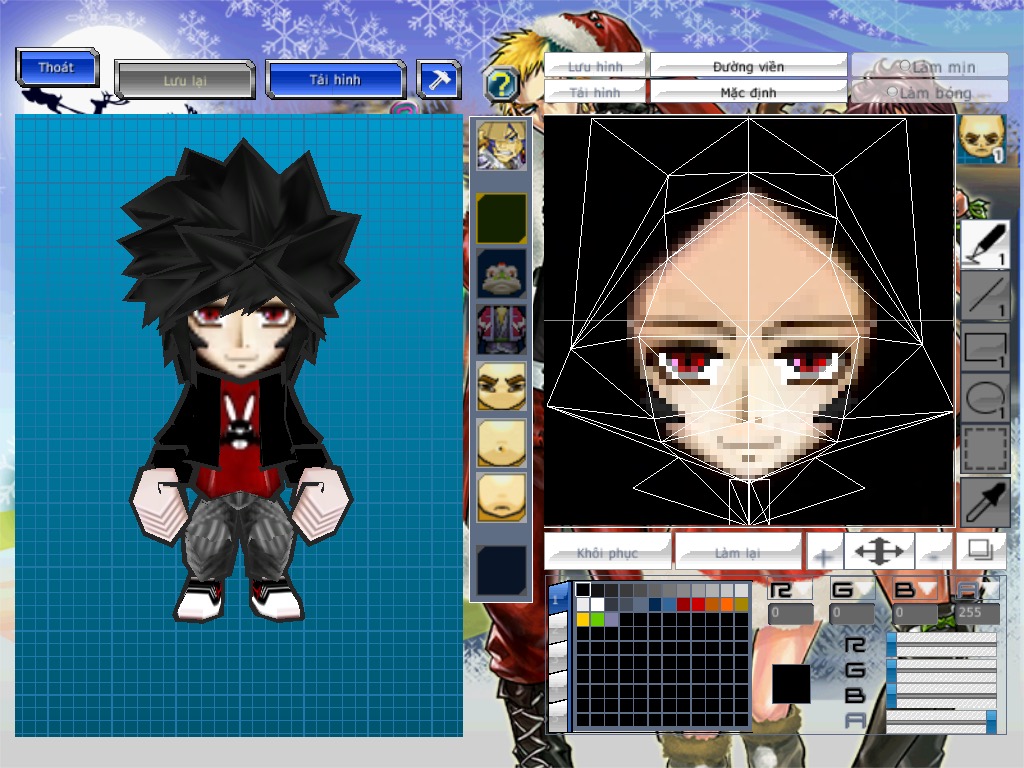 Thoát
Lưu lại
Tải hình
?
Lưu hình
Đường viền
Làm mịn
Tải hình
Mặc định
Làm bóng
1
1
1
1
1
Khôi phục
Làm lại
1
R G B A
0 0 0 255
R
G
B
A